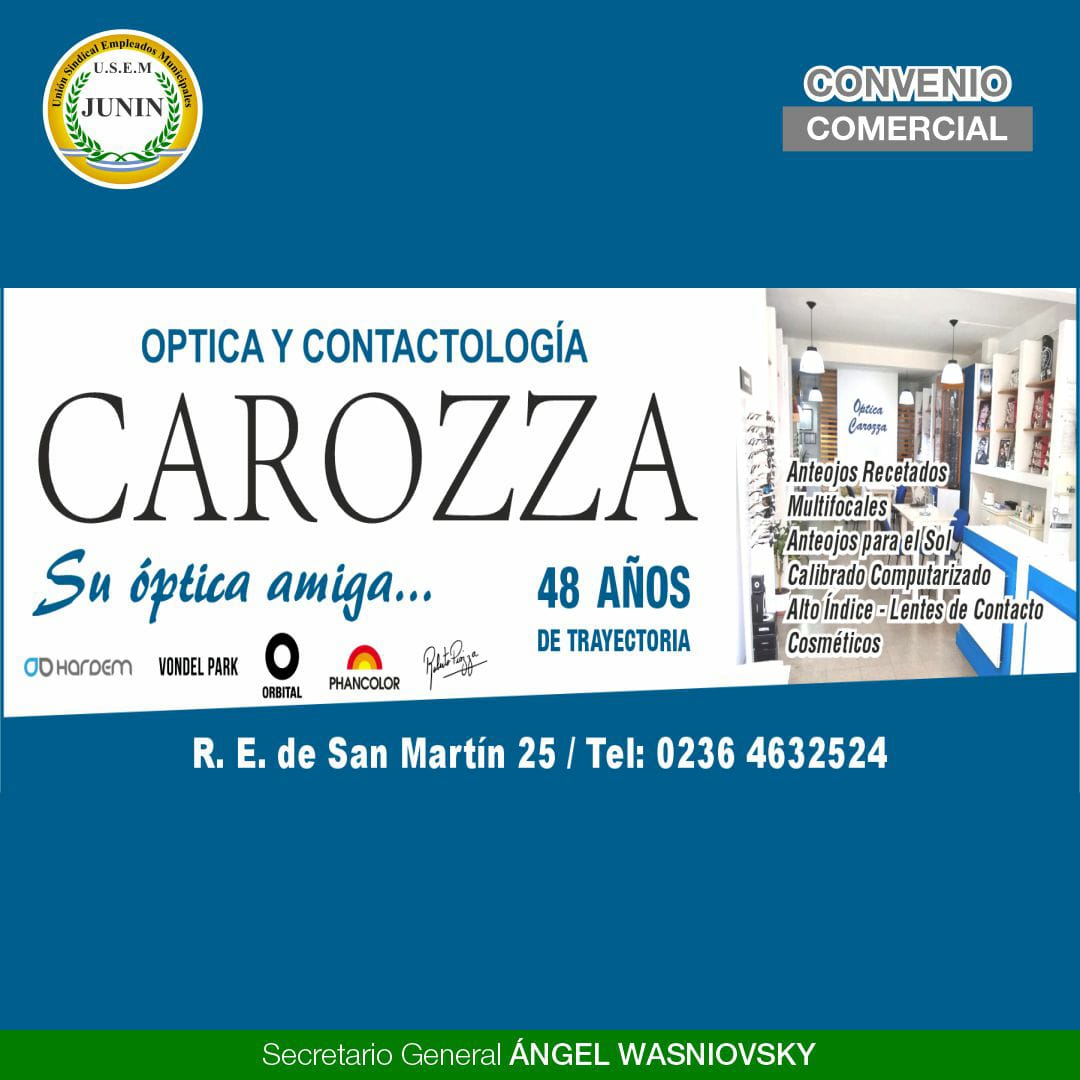 Unión Sindical Empleados Municipales
U.S.E.M
JUNIN
CONVENIO
COMERCIAL
OPTICA Y CONTACTOLOGÍA
CAROZZA
Su óptica amiga...
48 AÑOS
DE TRAYECTORIA
HARDEM
VONDEL PARK
ORBITAL
PHANCOLOR
Roberto Piazza
Optica
Carozza
Anteojos Recetados
Multifocales
Anteojos para el Sol
Calibrado Computarizado
Alto Índice - Lentes de Contacto
Cosméticos
R. E. de San Martín 25 / Tel: 0236 4632524
Secretario General ÁNGEL WASNIOVSKY